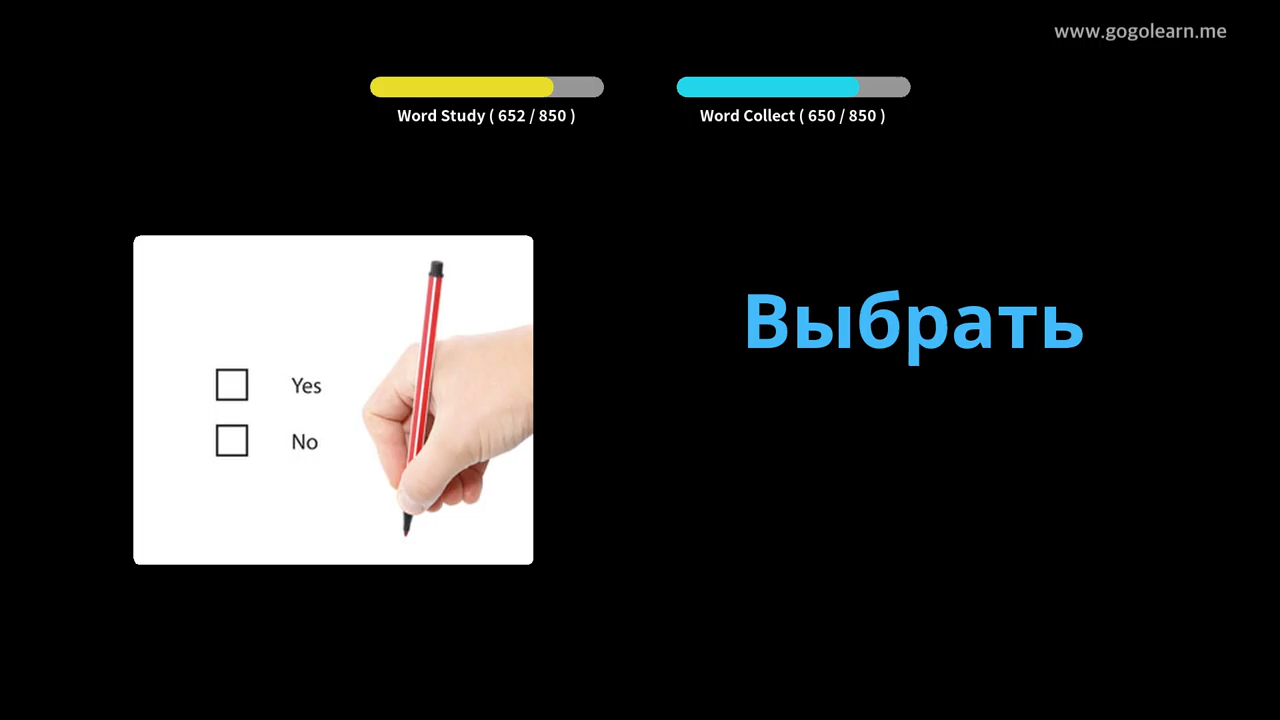 www.gogolearn.me
Word Study ( 652 / 850 )
Word Collect ( 650 / 850 )
Выбрать
Yes
No